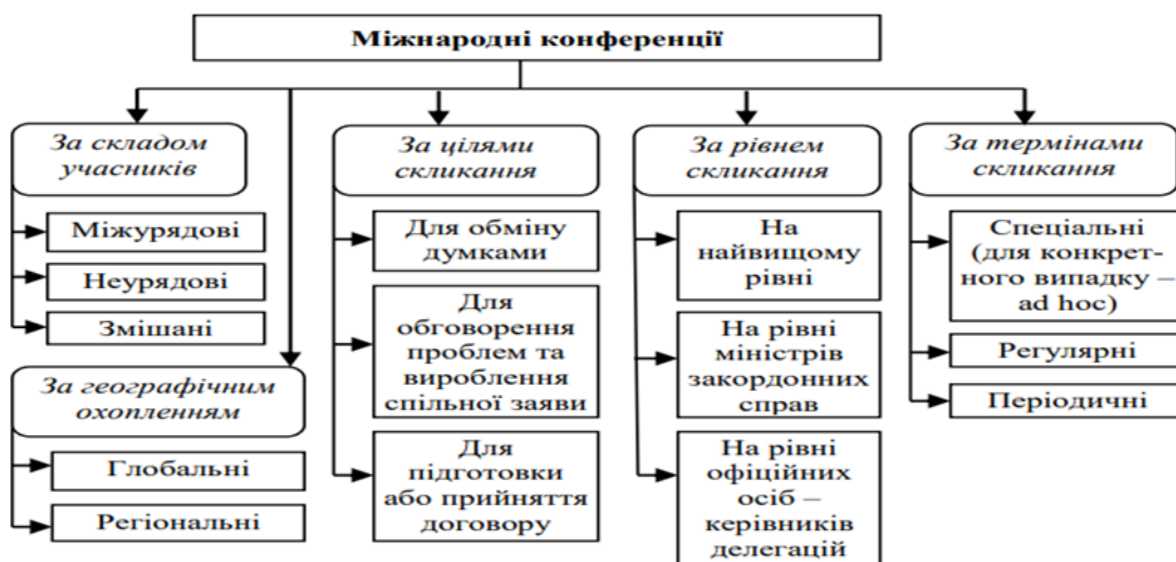 Міжнародні конференції
За складом
учасників
Міжурядові
Неурядові
Змішані
За географічним
охопленням
Глобальні
Регіональні
За цілями
скликання
Для обміну
думками
Для
обговорення
проблем та
вироблення
спільної заяви
Для
підготовки
або прийняття
договору
За рівнем
скликання
На
найвищому
рівні
На рівні
міністрів
закордонних
справ
На рівні
офіційних
осіб –
керівників
делегацій
За термінами
скликання
Спеціальні
(для конкрет-
ного випадку –
ad hoc)
Регулярні
Періодичні